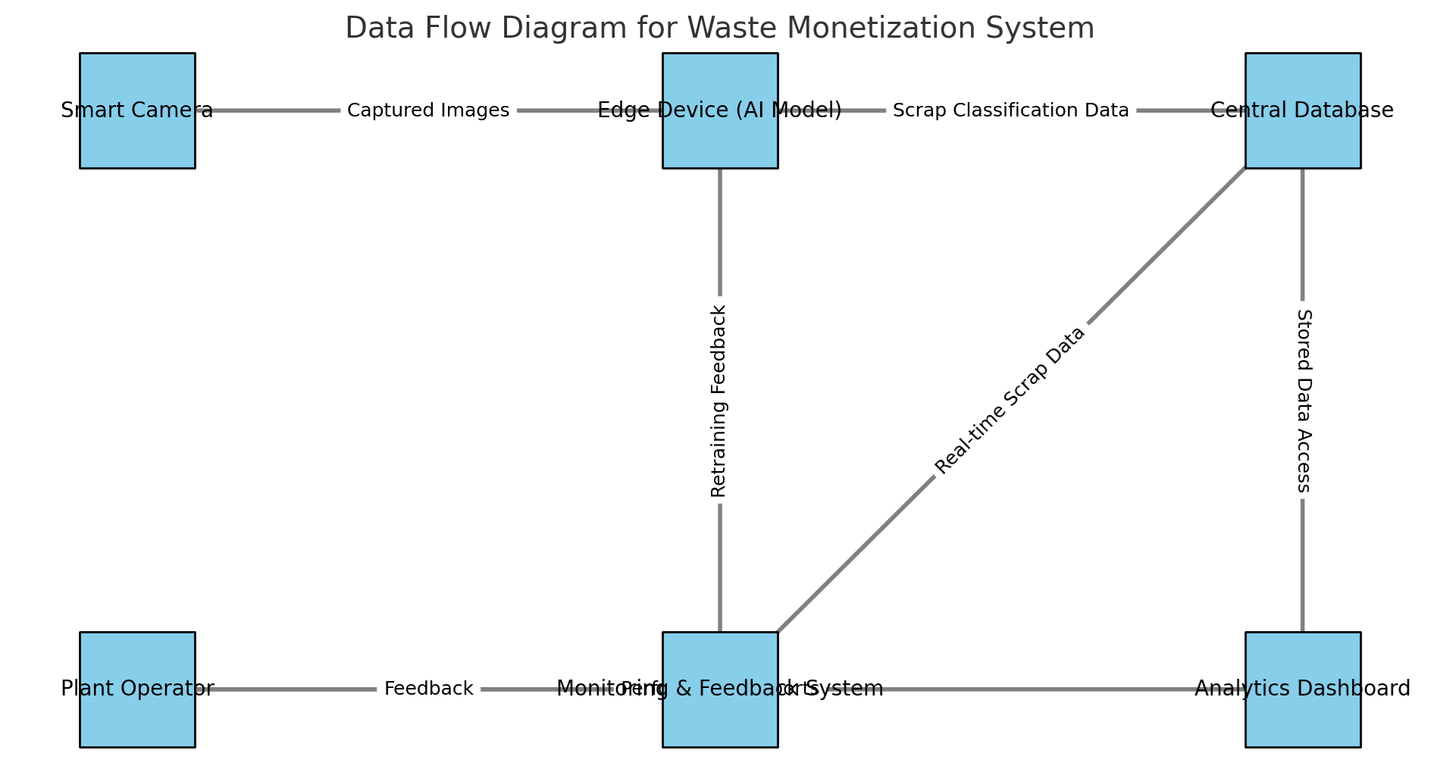 Data Flow Diagram for Waste Monetization System
Smart Camera
Captured Images
Edge Device (AI Model)
Scrap Classification Data
Central Database
Retraining Feedback
Real-time Scrap Data
Stored Data Access
Plant Operator
Feedback
Monitoring & Feedback System
Analytics Dashboard